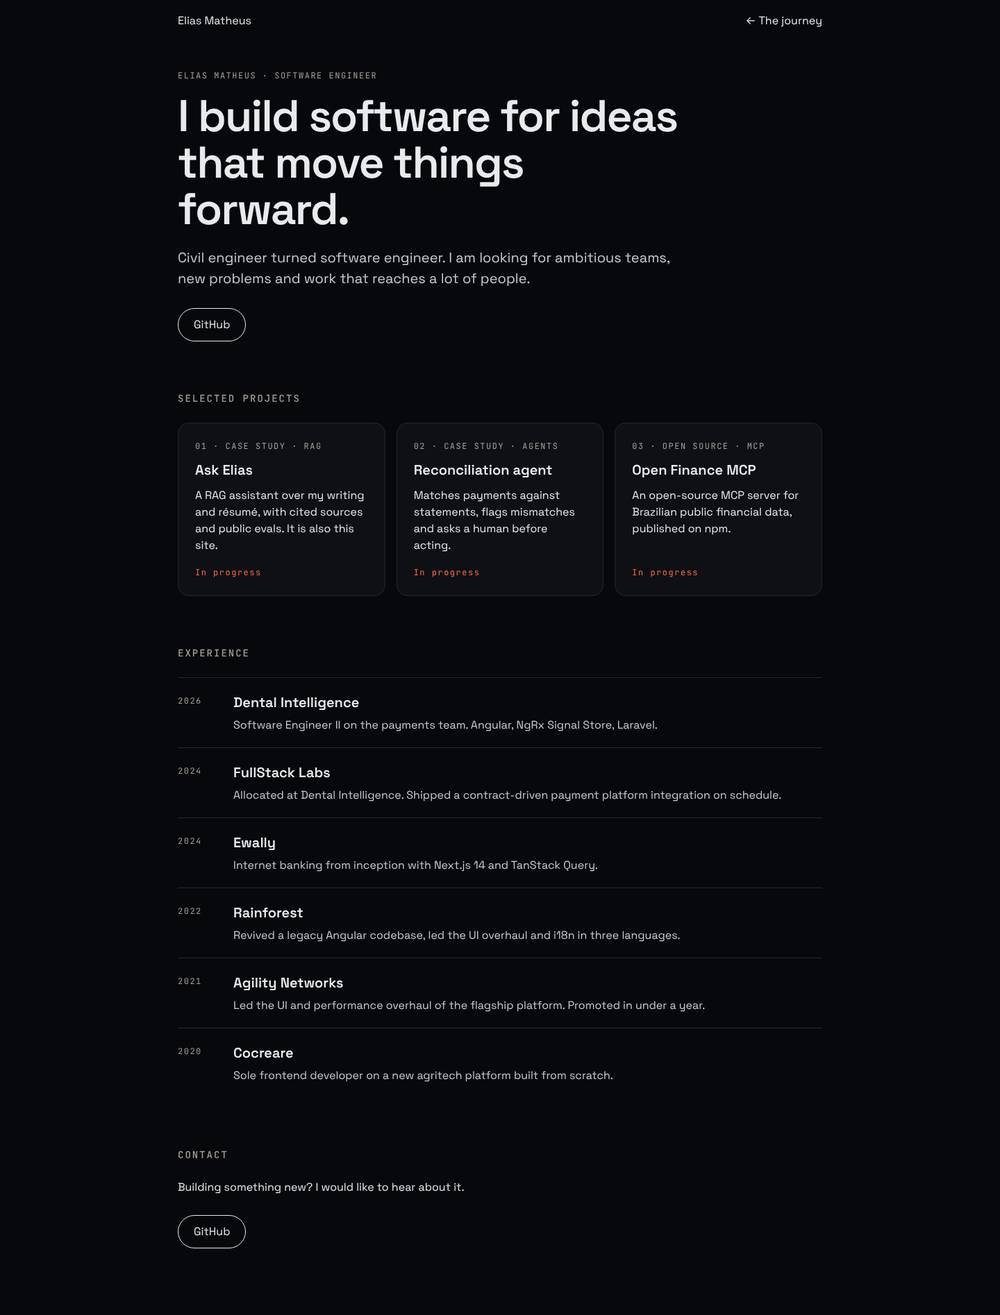 Elias Matheus
← The journey
ELIAS MATHEUS · SOFTWARE ENGINEER
I build software for ideas
that move things
forward.
Civil engineer turned software engineer. I am looking for ambitious teams,
new problems and work that reaches a lot of people.
GitHub
SELECTED PROJECTS
01 · CASE STUDY · RAG
Ask Elias
A RAG assistant over my writing
and résumé, with cited sources
and public evals. It is also this
site.
In progress
02 · CASE STUDY · AGENTS
Reconciliation agent
Matches payments against
statements, flags mismatches
and asks a human before
acting.
In progress
03 · OPEN SOURCE · MCP
Open Finance MCP
An open-source MCP server for
Brazilian public financial data,
published on npm.
In progress
EXPERIENCE
2026
Dental Intelligence
Software Engineer II on the payments team. Angular, NgRx Signal Store, Laravel.
2024
FullStack Labs
Allocated at Dental Intelligence. Shipped a contract-driven payment platform integration on schedule.
2024
Ewally
Internet banking from inception with Next.js 14 and TanStack Query.
2022
Rainforest
Revived a legacy Angular codebase, led the UI overhaul and i18n in three languages.
2021
Agility Networks
Led the UI and performance overhaul of the flagship platform. Promoted in under a year.
2020
Cocreare
Sole frontend developer on a new agritech platform built from scratch.
CONTACT
Building something new? I would like to hear about it.
GitHub